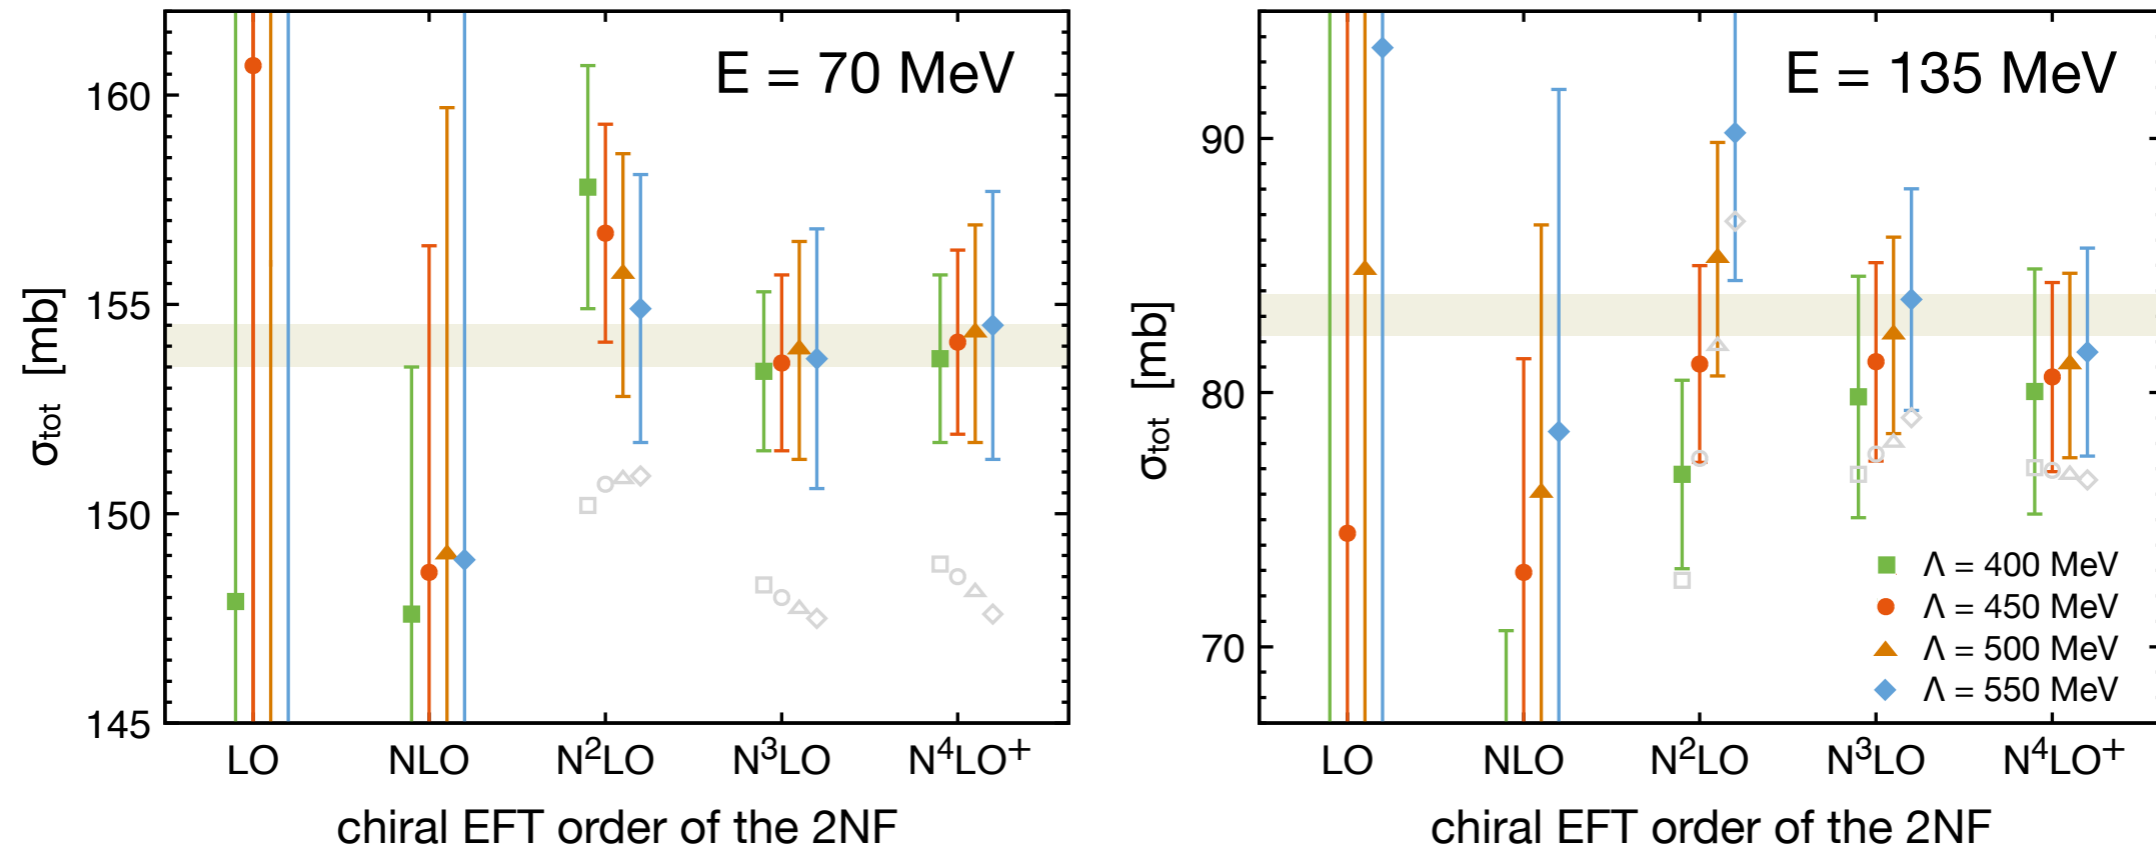 E = 70 MeV
160
155
150
145
σtot [mb]
LO NLO N²LO N³LO N⁴LO⁺
chiral EFT order of the 2NF
E = 135 MeV
90
80
70
σtot [mb]
Λ = 400 MeV
Λ = 450 MeV
Λ = 500 MeV
Λ = 550 MeV
LO NLO N²LO N³LO N⁴LO⁺
chiral EFT order of the 2NF